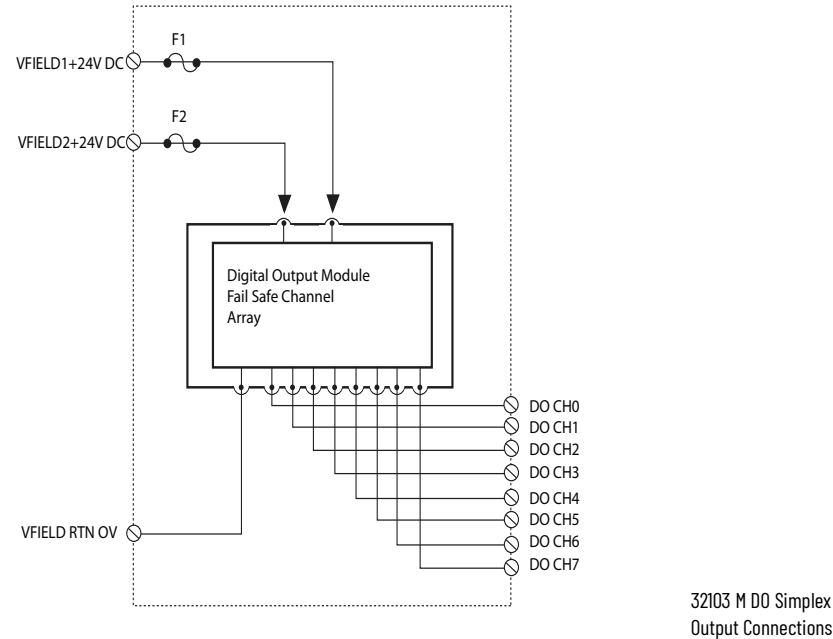 F1
VFIELD1+24V DC
F2
VFIELD2+24V DC
Digital Output Module
Fail Safe Channel
Array
DO CH0
DO CH1
DO CH2
DO CH3
DO CH4
DO CH5
DO CH6
DO CH7
VFIELD RTN OV
32103 M DO Simplex
Output Connections